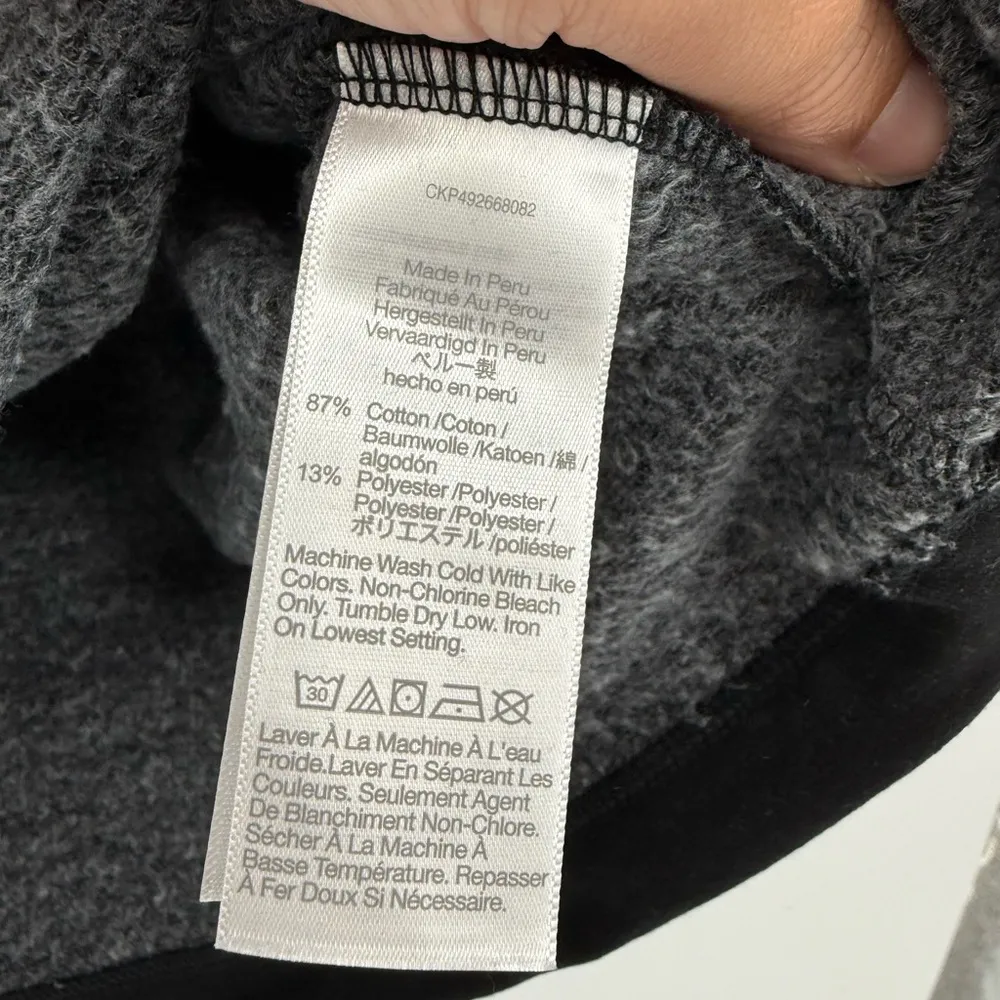 CKP492668082
Made In Peru
Fabriqué Au Pérou
Hergestellt In Peru
Vervaardigd In Peru
ペルー製
hecho en perú
87% Cotton /Coton /
Baumwolle /Katoen /綿 /
algodón
13% Polyester /Polyester /
Polyester /Polyester /
ポリエステル /poliéster
Machine Wash Cold With Like
Colors. Non-Chlorine Bleach
Only. Tumble Dry Low. Iron
On Lowest Setting.
30
Laver À La Machine À L'eau
Froide.Laver En Séparant Les
Couleurs. Seulement Agent
De Blanchiment Non-Chlore.
Sécher À La Machine À
Basse Température. Repasser
À Fer Doux Si Nécessaire.